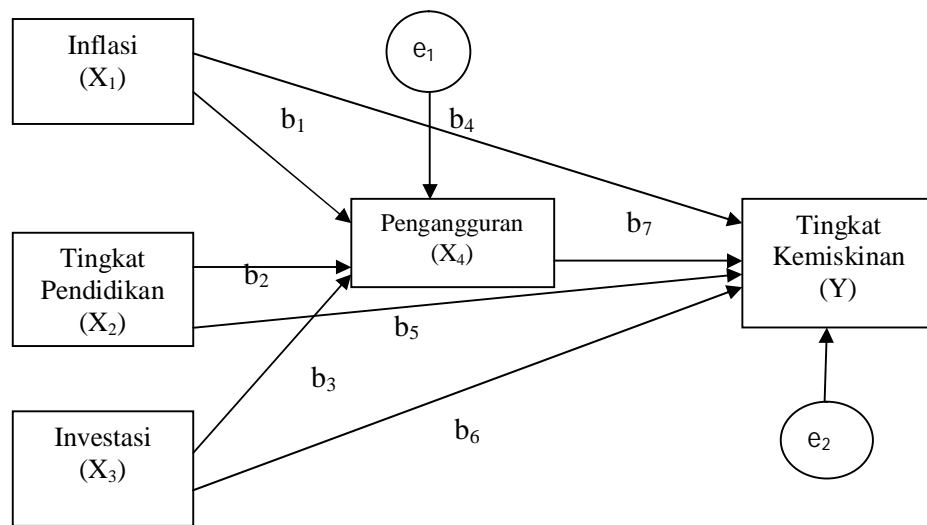 Inflasi
(X₁)
e₁
b₁
b₄
Pengangguran
(X₄)
b₇
Tingkat
Kemiskinan
(Y)
Tingkat
Pendidikan
(X₂)
b₂
b₅
b₃
Investasi
(X₃)
b₆
e₂